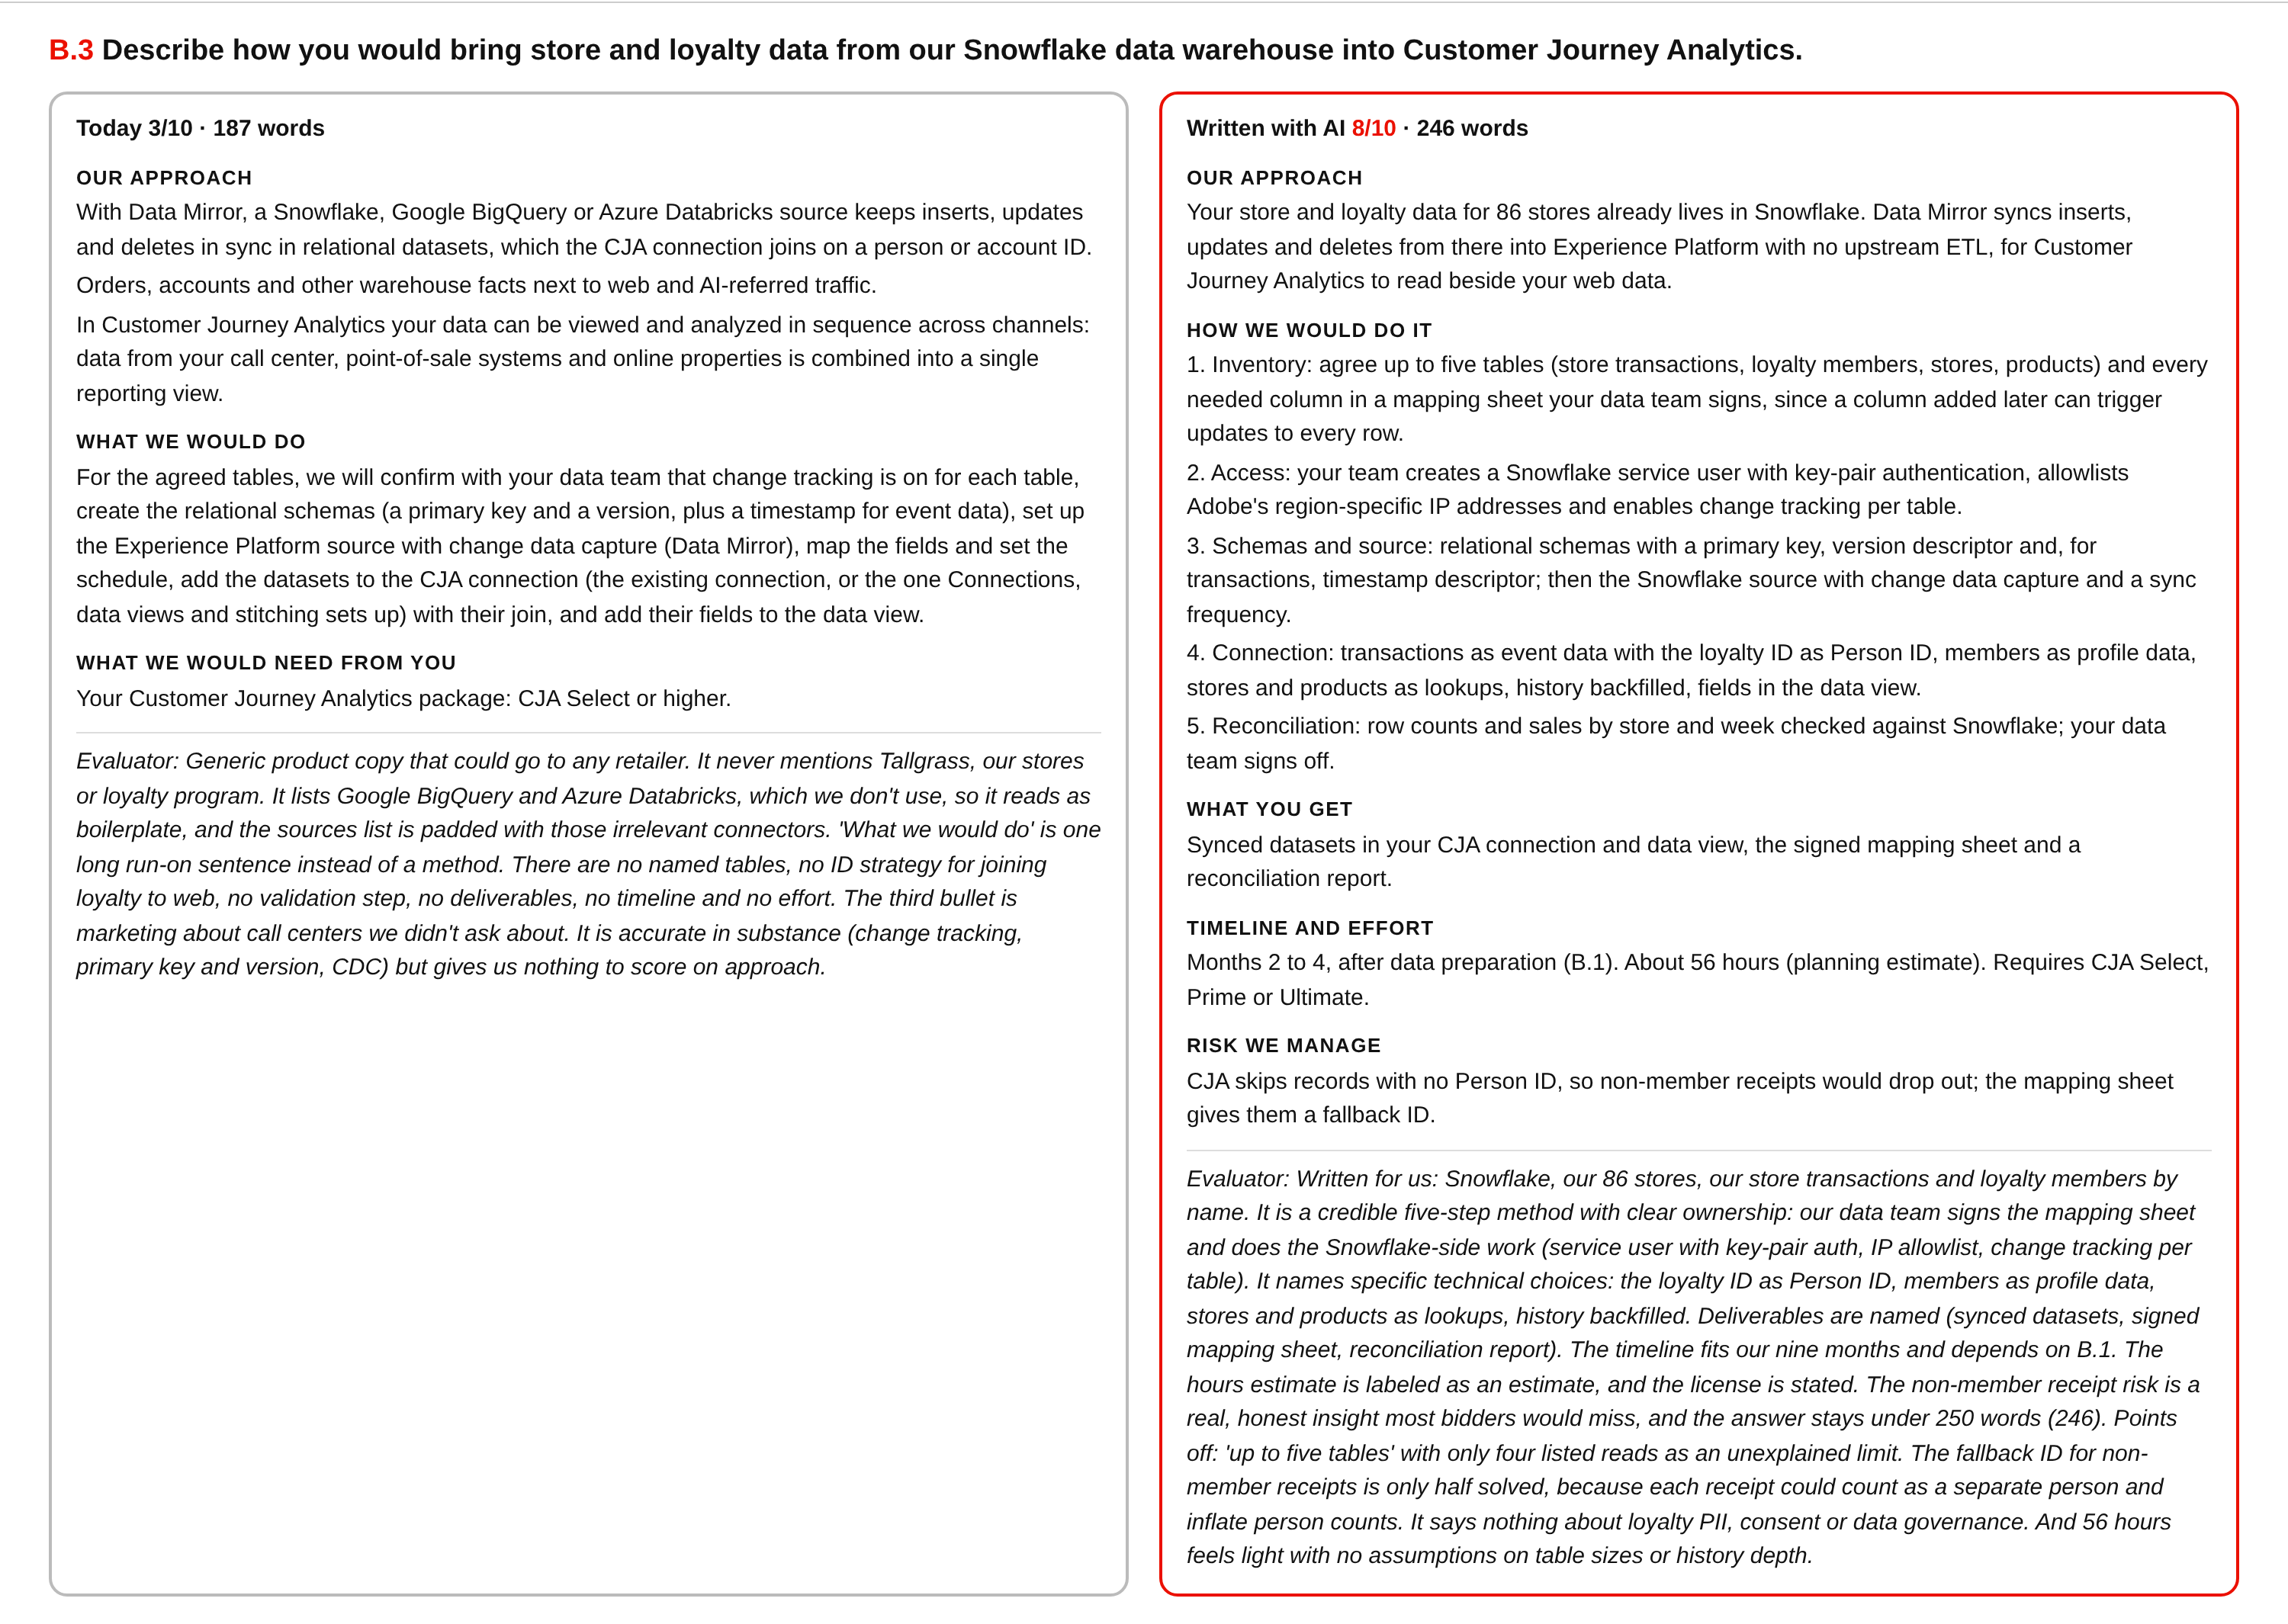 B.3 Describe how you would bring store and loyalty data from our Snowflake data warehouse into Customer Journey Analytics.
Today 3/10 · 187 words
OUR APPROACH
With Data Mirror, a Snowflake, Google BigQuery or Azure Databricks source keeps inserts, updates
and deletes in sync in relational datasets, which the CJA connection joins on a person or account ID.
Orders, accounts and other warehouse facts next to web and AI-referred traffic.
In Customer Journey Analytics your data can be viewed and analyzed in sequence across channels:
data from your call center, point-of-sale systems and online properties is combined into a single
reporting view.
WHAT WE WOULD DO
For the agreed tables, we will confirm with your data team that change tracking is on for each table,
create the relational schemas (a primary key and a version, plus a timestamp for event data), set up
the Experience Platform source with change data capture (Data Mirror), map the fields and set the
schedule, add the datasets to the CJA connection (the existing connection, or the one Connections,
data views and stitching sets up) with their join, and add their fields to the data view.
WHAT WE WOULD NEED FROM YOU
Your Customer Journey Analytics package: CJA Select or higher.
Evaluator: Generic product copy that could go to any retailer. It never mentions Tallgrass, our stores
or loyalty program. It lists Google BigQuery and Azure Databricks, which we don't use, so it reads as
boilerplate, and the sources list is padded with those irrelevant connectors. 'What we would do' is one
long run-on sentence instead of a method. There are no named tables, no ID strategy for joining
loyalty to web, no validation step, no deliverables, no timeline and no effort. The third bullet is
marketing about call centers we didn't ask about. It is accurate in substance (change tracking,
primary key and version, CDC) but gives us nothing to score on approach.
Written with AI 8/10 · 246 words
OUR APPROACH
Your store and loyalty data for 86 stores already lives in Snowflake. Data Mirror syncs inserts,
updates and deletes from there into Experience Platform with no upstream ETL, for Customer
Journey Analytics to read beside your web data.
HOW WE WOULD DO IT
1. Inventory: agree up to five tables (store transactions, loyalty members, stores, products) and every
needed column in a mapping sheet your data team signs, since a column added later can trigger
updates to every row.
2. Access: your team creates a Snowflake service user with key-pair authentication, allowlists
Adobe's region-specific IP addresses and enables change tracking per table.
3. Schemas and source: relational schemas with a primary key, version descriptor and, for
transactions, timestamp descriptor; then the Snowflake source with change data capture and a sync
frequency.
4. Connection: transactions as event data with the loyalty ID as Person ID, members as profile data,
stores and products as lookups, history backfilled, fields in the data view.
5. Reconciliation: row counts and sales by store and week checked against Snowflake; your data
team signs off.
WHAT YOU GET
Synced datasets in your CJA connection and data view, the signed mapping sheet and a
reconciliation report.
TIMELINE AND EFFORT
Months 2 to 4, after data preparation (B.1). About 56 hours (planning estimate). Requires CJA Select,
Prime or Ultimate.
RISK WE MANAGE
CJA skips records with no Person ID, so non-member receipts would drop out; the mapping sheet
gives them a fallback ID.
Evaluator: Written for us: Snowflake, our 86 stores, our store transactions and loyalty members by
name. It is a credible five-step method with clear ownership: our data team signs the mapping sheet
and does the Snowflake-side work (service user with key-pair auth, IP allowlist, change tracking per
table). It names specific technical choices: the loyalty ID as Person ID, members as profile data,
stores and products as lookups, history backfilled. Deliverables are named (synced datasets, signed
mapping sheet, reconciliation report). The timeline fits our nine months and depends on B.1. The
hours estimate is labeled as an estimate, and the license is stated. The non-member receipt risk is a
real, honest insight most bidders would miss, and the answer stays under 250 words (246). Points
off: 'up to five tables' with only four listed reads as an unexplained limit. The fallback ID for non-
member receipts is only half solved, because each receipt could count as a separate person and
inflate person counts. It says nothing about loyalty PII, consent or data governance. And 56 hours
feels light with no assumptions on table sizes or history depth.